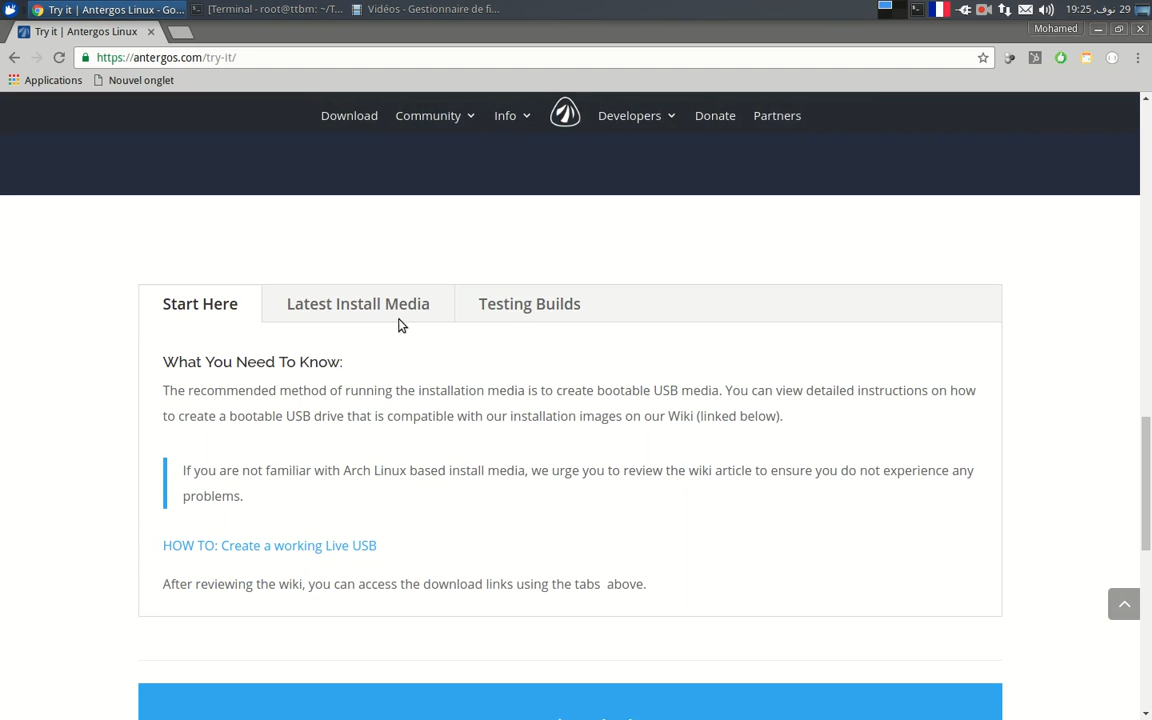 Try it | Antergos Linux - Go...
[Terminal - root@ttbm: ~/T...
Vidéos - Gestionnaire de fi...
29 نوف, 19:25
Try it | Antergos Linux
Mohamed
https://antergos.com/try-it/
Applications
Nouvel onglet
Download
Community
Info
Developers
Donate
Partners
Start Here
Latest Install Media
Testing Builds
What You Need To Know:
The recommended method of running the installation media is to create bootable USB media. You can view detailed instructions on how
to create a bootable USB drive that is compatible with our installation images on our Wiki (linked below).
If you are not familiar with Arch Linux based install media, we urge you to review the wiki article to ensure you do not experience any
problems.
HOW TO: Create a working Live USB
After reviewing the wiki, you can access the download links using the tabs above.